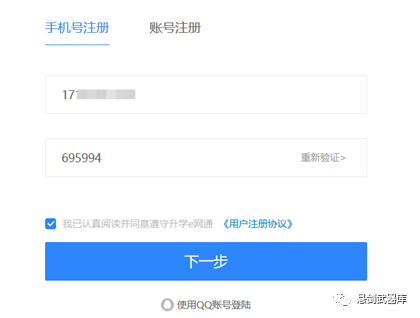 手机号注册 账号注册
171
695994 重新验证>
我已认真阅读并同意遵守升学e网通 《用户注册协议》
下一步
使用QQ账号登陆
悬剑武器库